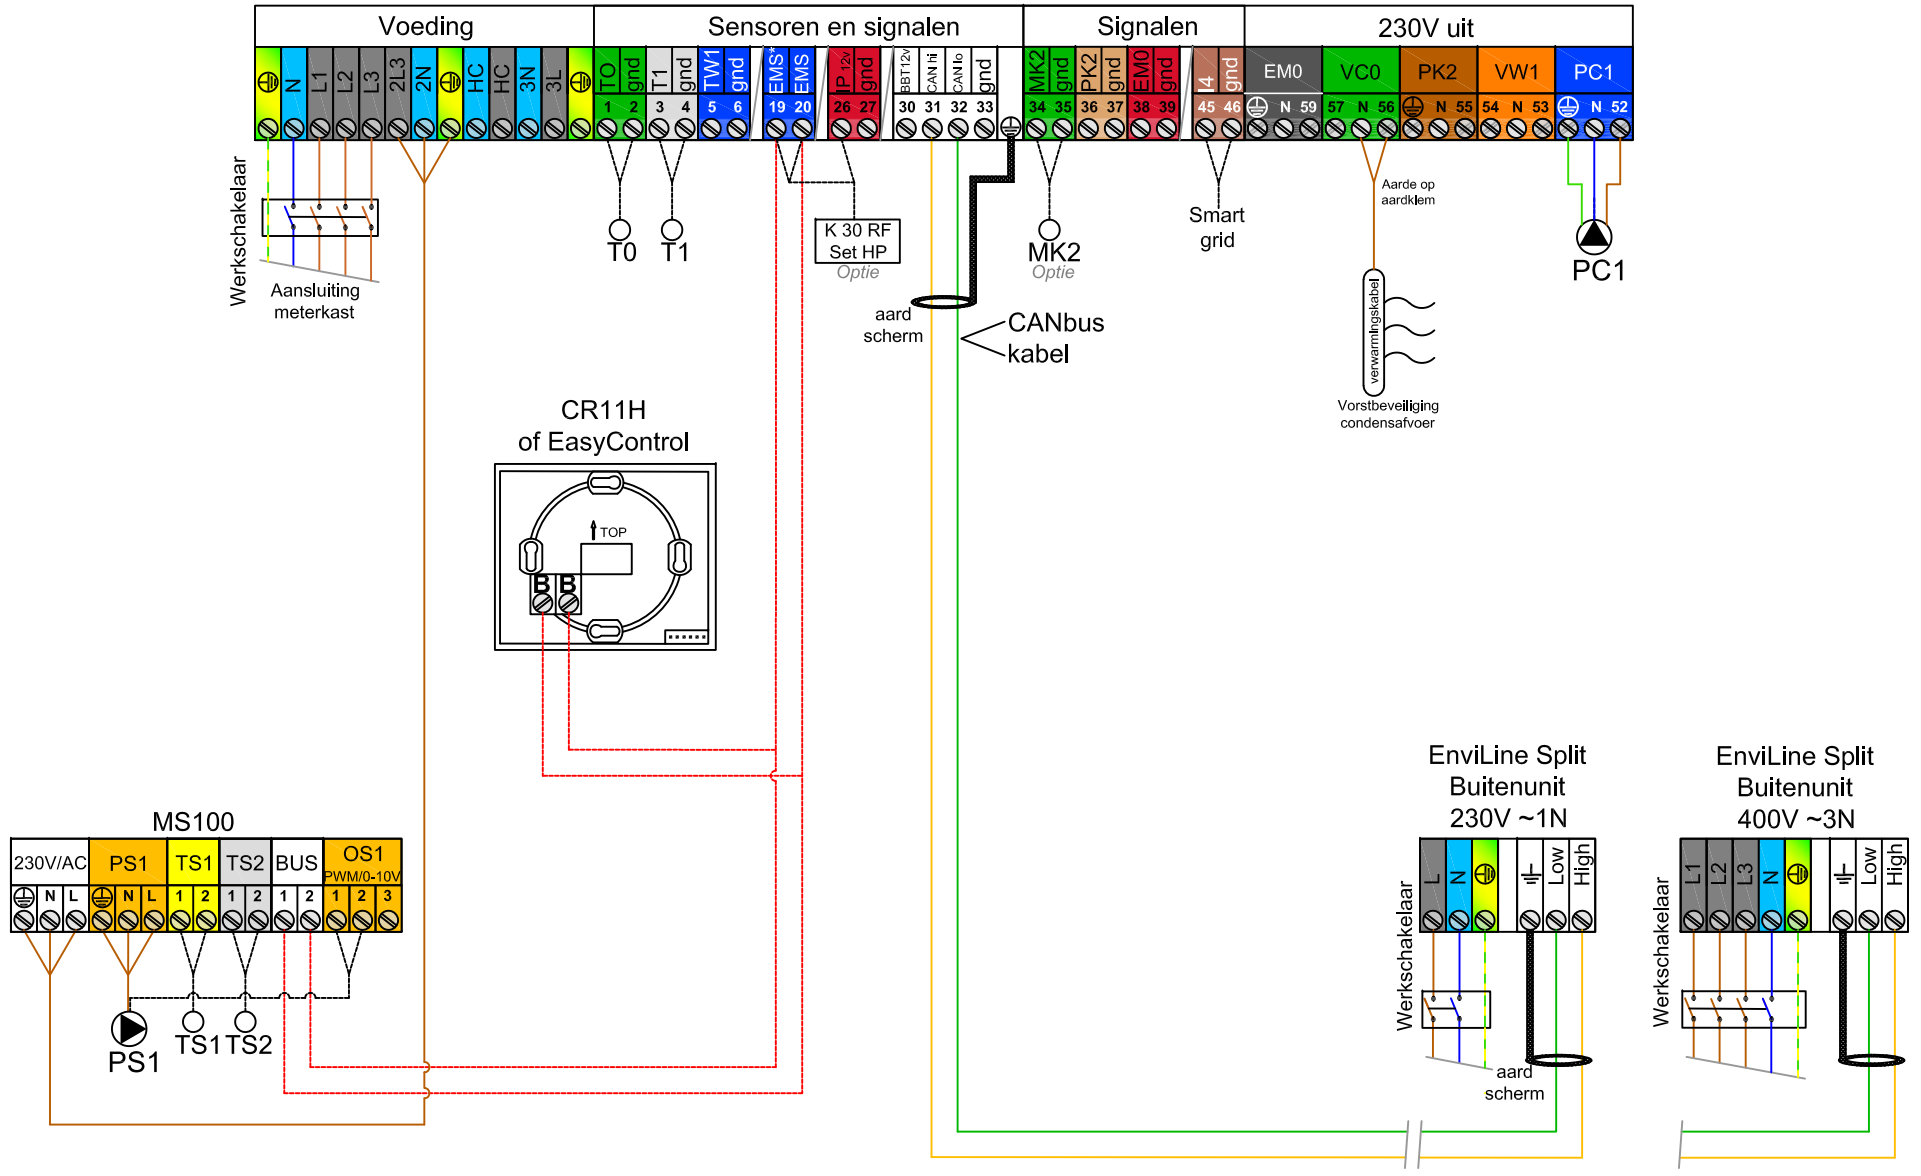 Voeding
Sensoren en signalen
Signalen
230V uit
N L1 L2 L3 2L3 2N HC HC 3N 3L
TO gnd T1 gnd TW1 gnd EMS* EMS IP 12v gnd BBT12v CAN hi CAN lo gnd
MK2 gnd PK2 gnd EM0 gnd I4 gnd
EM0 VC0 PK2 VW1 PC1
1 2 3 4 5 6 19 20 26 27 30 31 32 33
34 35 36 37 38 39 45 46
N 59 57 N 56 N 55 54 N 53 N 52
Werkschakelaar
Aansluiting
meterkast
T0
T1
K 30 RF
Set HP
Optie
aard
scherm
CANbus
kabel
MK2
Optie
Smart
grid
Aarde op
aardklem
verwarmingskabel
Vorstbeveiliging
condensafvoer
PC1
CR11H
of EasyControl
TOP
B B
MS100
230V/AC PS1 TS1 TS2 BUS OS1
PWM/0-10V
N L N L 1 2 1 2 1 2 1 2 3
PS1
TS1
TS2
EnviLine Split
Buitenunit
230V ~1N
L N Low High
Werkschakelaar
aard
scherm
EnviLine Split
Buitenunit
400V ~3N
L1 L2 L3 N Low High
Werkschakelaar